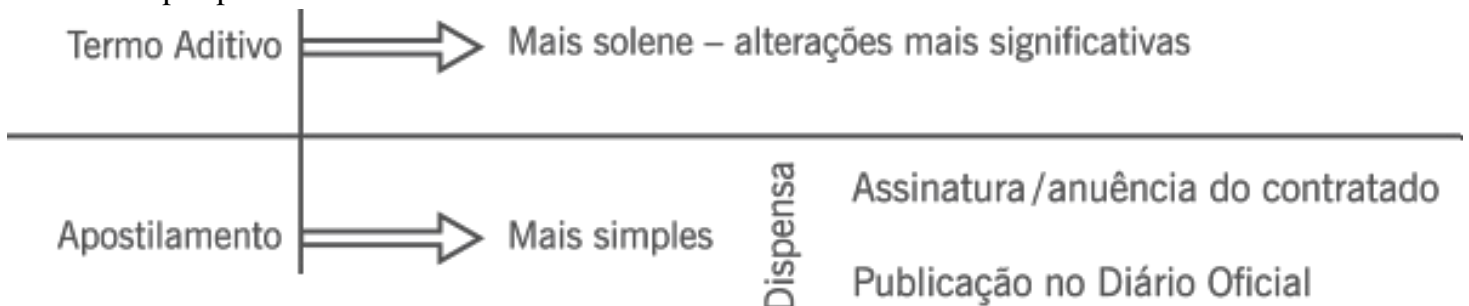 Termo Aditivo Mais solene – alterações mais significativas
Apostilamento Mais simples
Dispensa
Assinatura/anuência do contratado
Publicação no Diário Oficial